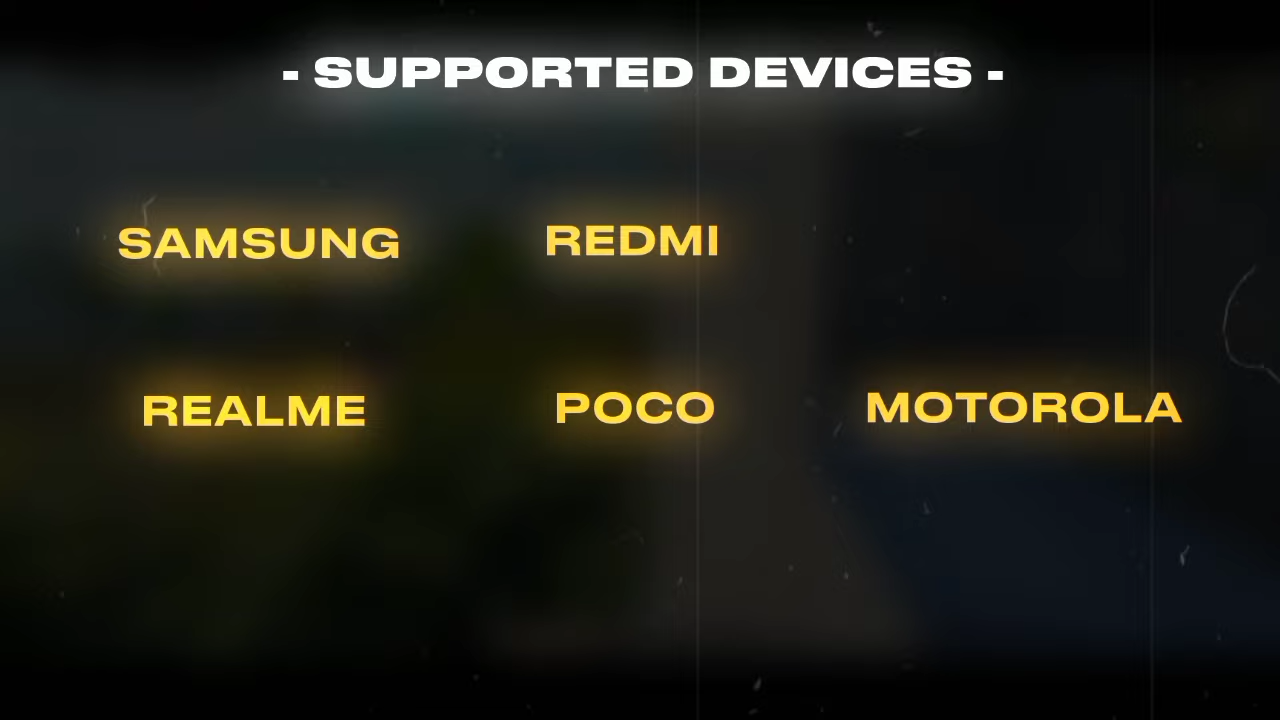 - SUPPORTED DEVICES -
SAMSUNG REDMI
REALME POCO MOTOROLA